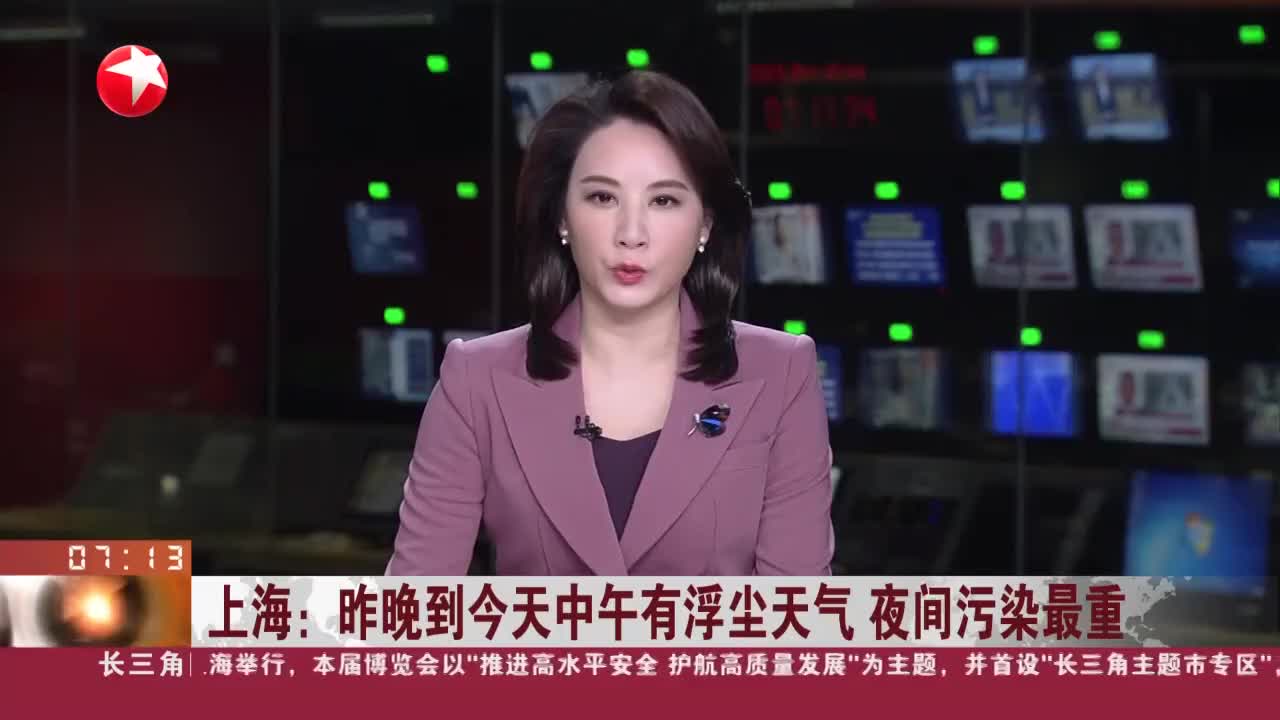 07:13
上海：昨晚到今天中午有浮尘天气 夜间污染最重
长三角 海举行，本届博览会以"推进高水平安全 护航高质量发展"为主题，并首设"长三角主题市专区"，